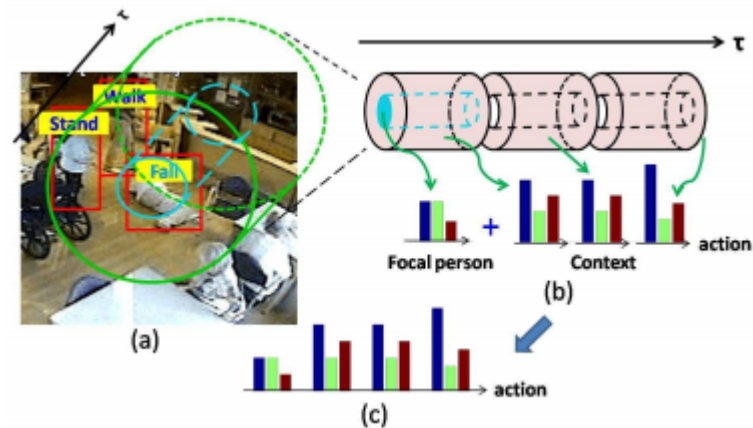 τ
τ
Walk
Stand
Fall
action
Focal person
+
Context
(a)
(b)
action
(c)